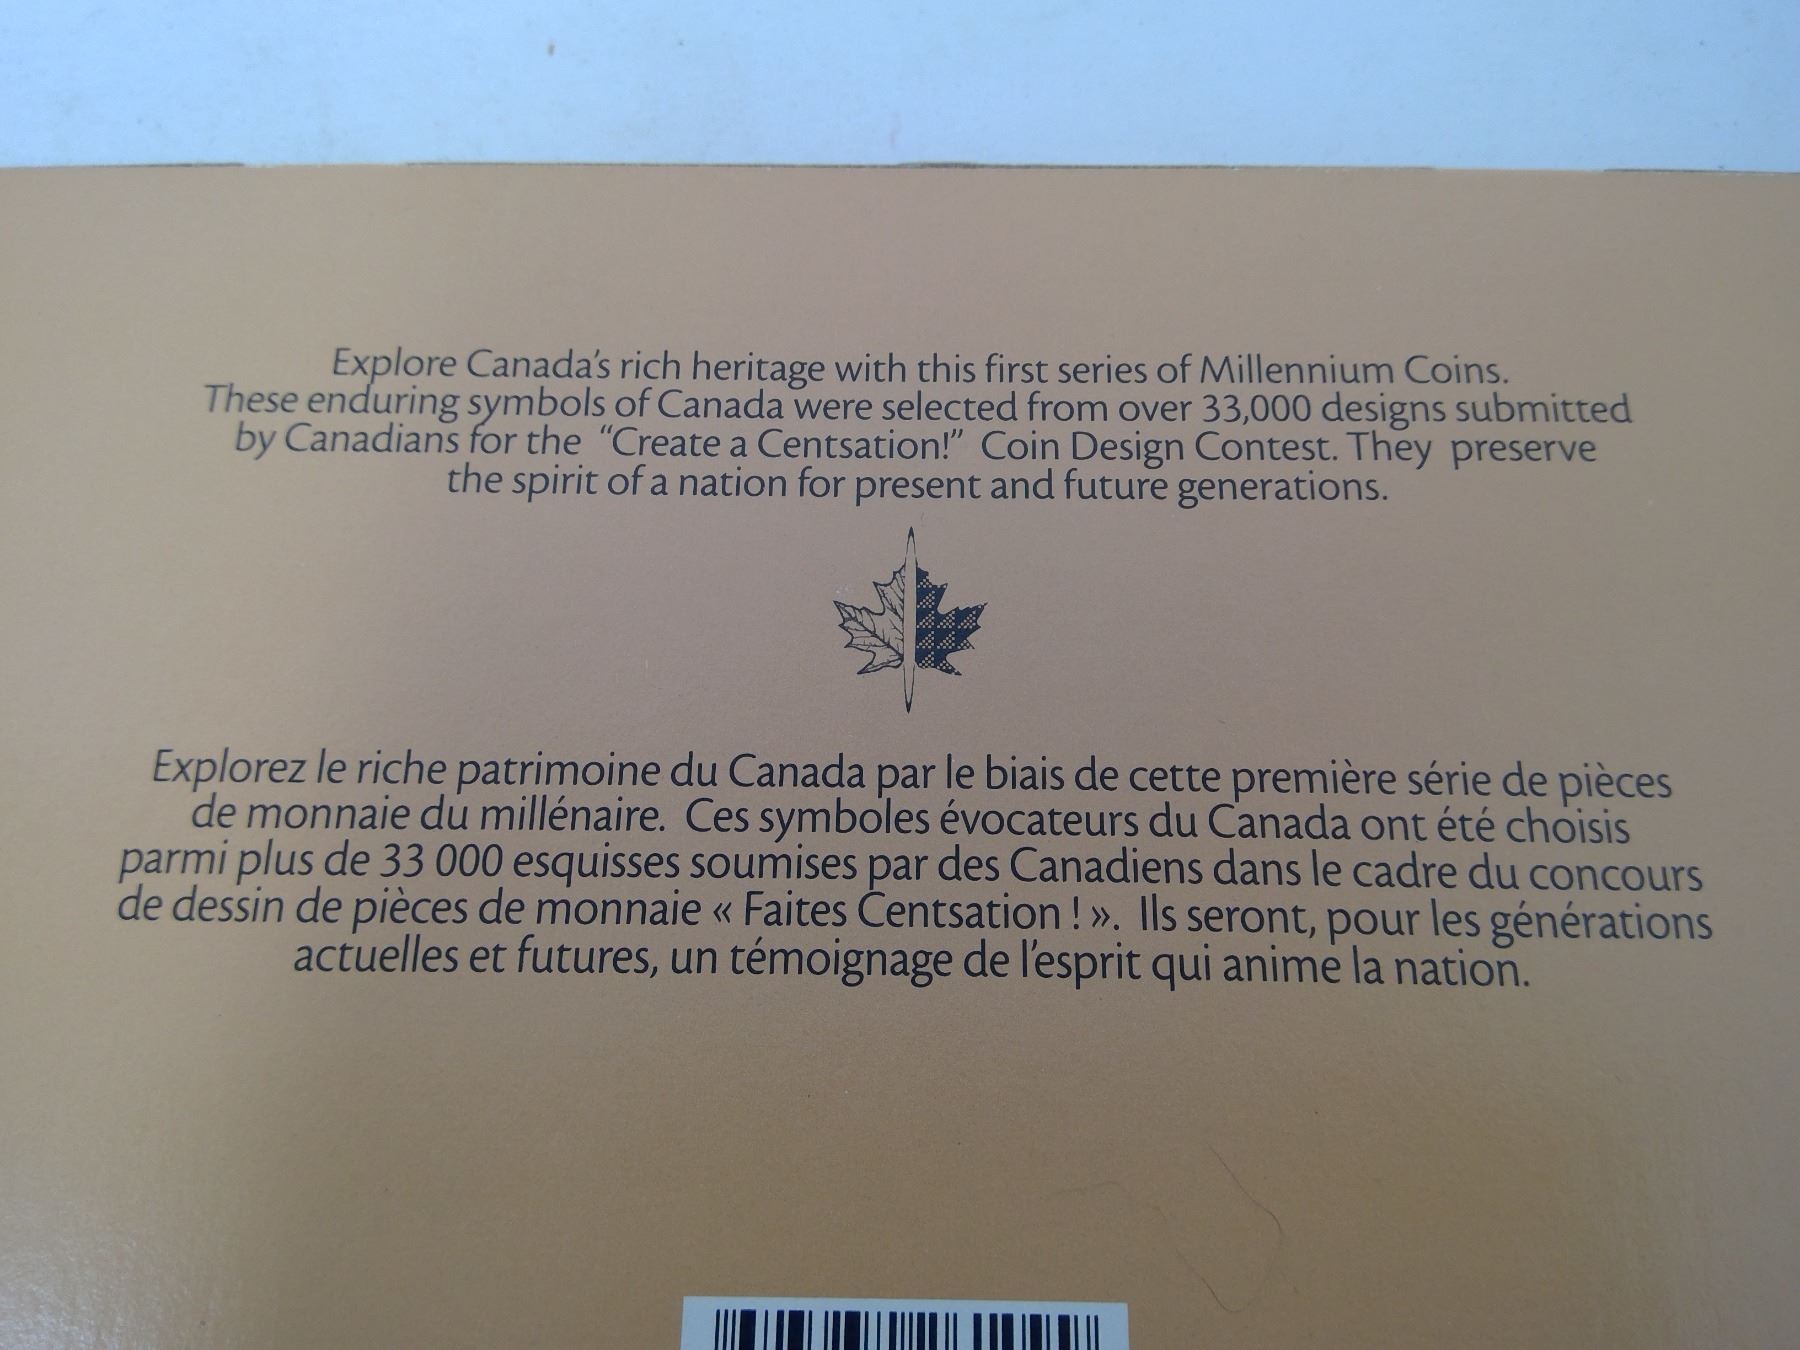 Explore Canada's rich heritage with this first series of Millennium Coins.
These enduring symbols of Canada were selected from over 33,000 designs submitted
by Canadians for the "Create a Centsation!" Coin Design Contest. They preserve
the spirit of a nation for present and future generations.
Explorez le riche patrimoine du Canada par le biais de cette première série de pièces
de monnaie du millénaire. Ces symboles évocateurs du Canada ont été choisis
parmi plus de 33 000 esquisses soumises par des Canadiens dans le cadre du concours
de dessin de pièces de monnaie « Faites Centsation ! ». Ils seront, pour les générations
actuelles et futures, un témoignage de l'esprit qui anime la nation.